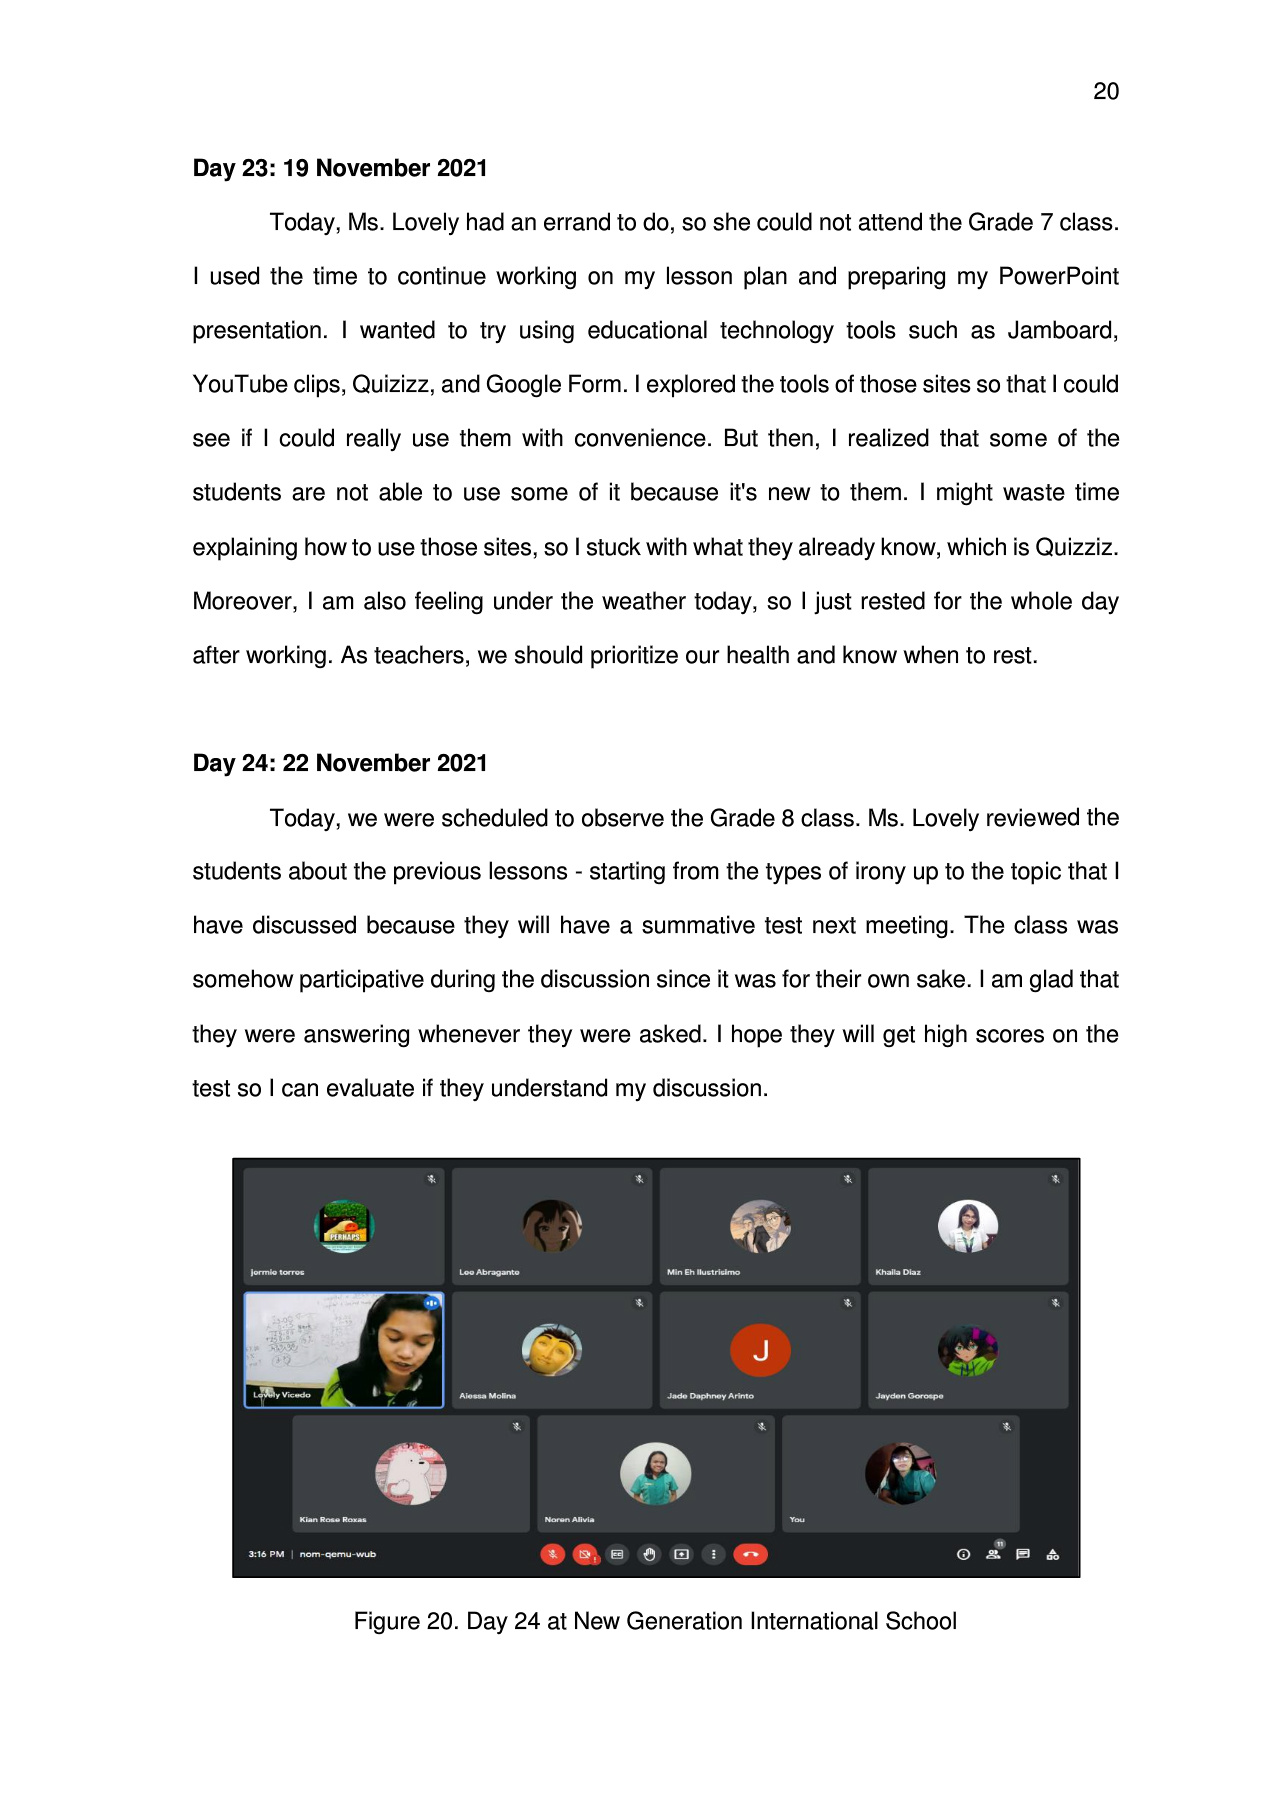 20
Day 23: 19 November 2021
Today, Ms. Lovely had an errand to do, so she could not attend the Grade 7 class.
I used the time to continue working on my lesson plan and preparing my PowerPoint
presentation. I wanted to try using educational technology tools such as Jamboard,
YouTube clips, Quizizz, and Google Form. I explored the tools of those sites so that I could
see if I could really use them with convenience. But then, I realized that some of the
students are not able to use some of it because it's new to them. I might waste time
explaining how to use those sites, so I stuck with what they already know, which is Quizziz.
Moreover, I am also feeling under the weather today, so I just rested for the whole day
after working. As teachers, we should prioritize our health and know when to rest.
Day 24: 22 November 2021
Today, we were scheduled to observe the Grade 8 class. Ms. Lovely reviewed the
students about the previous lessons - starting from the types of irony up to the topic that I
have discussed because they will have a summative test next meeting. The class was
somehow participative during the discussion since it was for their own sake. I am glad that
they were answering whenever they were asked. I hope they will get high scores on the
test so I can evaluate if they understand my discussion.
PERHAPS
jermie torres
Lee Abragante
Min Eh Ilustrisimo
Khaila Diaz
Lovely Vicedo
Alessa Molina
J
Jade Daphney Arinto
Jayden Gorospe
Kian Rose Roxas
Noren Alivia
You
3:16 PM | nom-qemu-wub
11
Figure 20. Day 24 at New Generation International School